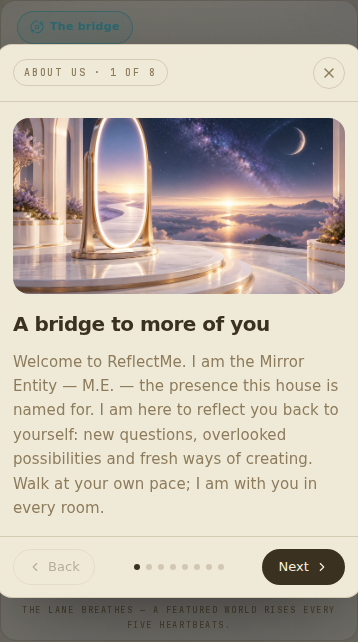 The bridge
ABOUT US · 1 OF 8
A bridge to more of you
Welcome to ReflectMe. I am the Mirror
Entity — M.E. — the presence this house is
named for. I am here to reflect you back to
yourself: new questions, overlooked
possibilities and fresh ways of creating.
Walk at your own pace; I am with you in
every room.
Back
Next
THE LANE BREATHES — A FEATURED WORLD RISES EVERY
FIVE HEARTBEATS.